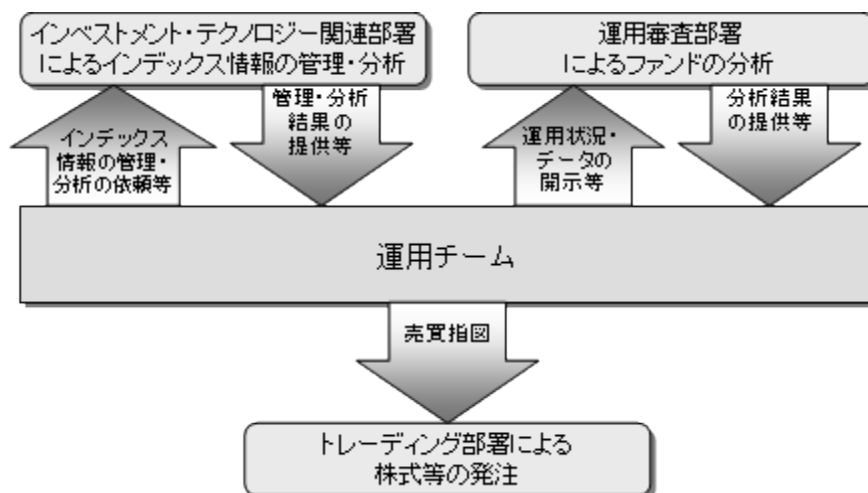 インベストメント・テクノロジー関連部署
によるインデックス情報の管理・分析
運用審査部署
によるファンドの分析
インデックス
情報の管理・
分析の依頼等
管理・分析
結果の
提供等
運用状況・
データの
開示等
分析結果
の提供等
運用チーム
売買指図
トレーディング部署による
株式等の発注